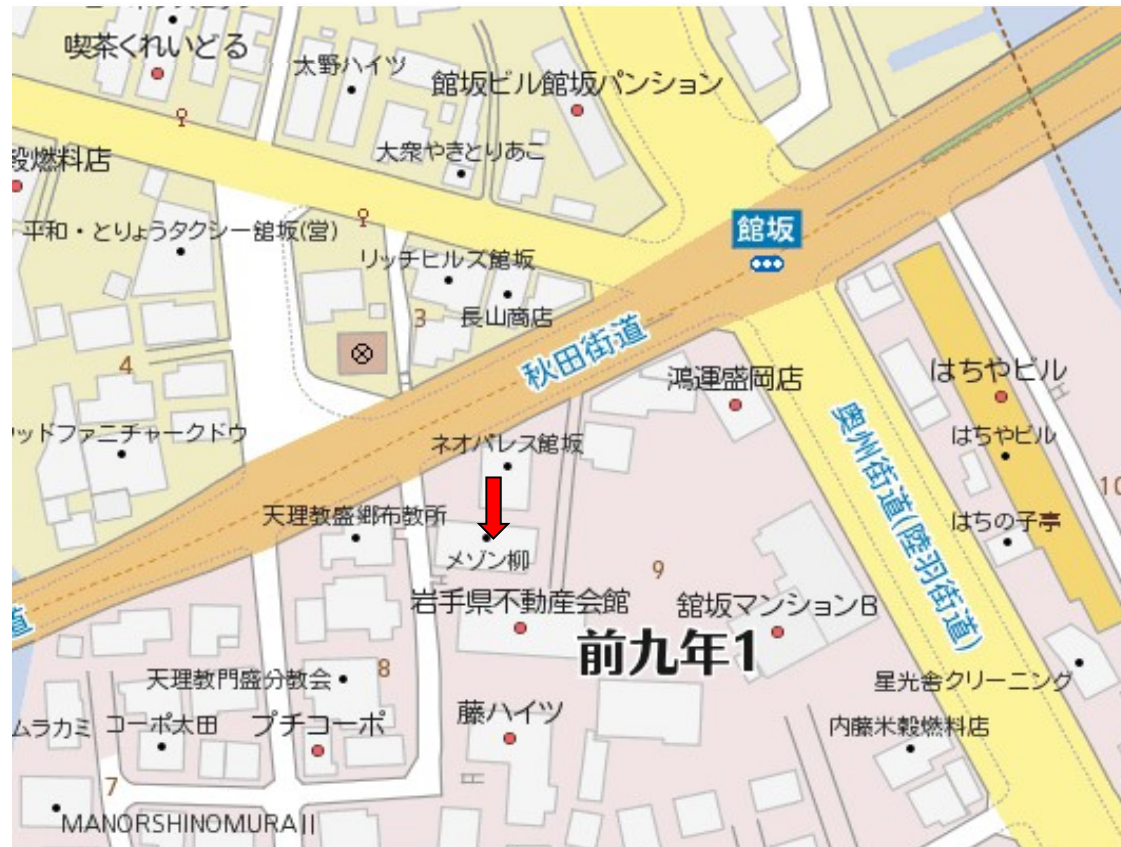 喫茶くれいどる
太野ハイツ
館坂ビル館坂パンション
大衆やきとりあこ
穀燃料店
平和・とりょうタクシー舘坂(営)
館坂
リッチヒルズ館坂
長山商店
3
4
秋田街道
鴻運盛岡店
はちやビル
ッドファニチャークドウ
ネオパレス館坂
奥州街道(陸羽街道)
はちやビル
10
天理教盛郷布教所
はちの子亭
メゾン柳
9
岩手県不動産会館
舘坂マンションB
道
前九年1
8
天理教門盛分教会
星光舎クリーニング
ムラカミ
コーポ太田
プチコーポ
藤ハイツ
内藤米穀燃料店
7
MANORSHINOMURAII